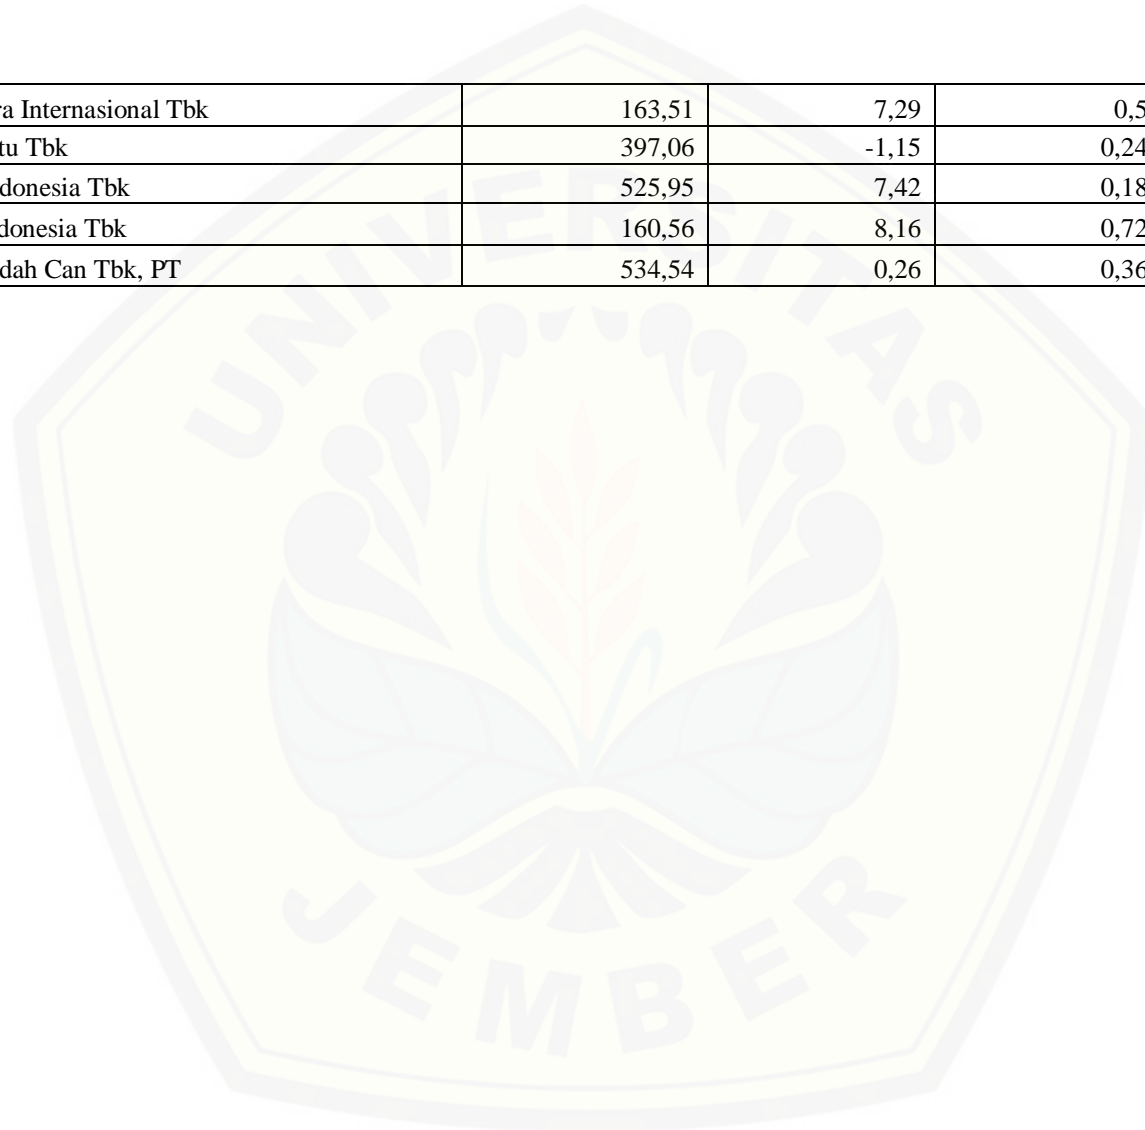 ra Internasional Tbk 163,51 7,29 0,5
tu Tbk 397,06 -1,15 0,24
donesia Tbk 525,95 7,42 0,18
donesia Tbk 160,56 8,16 0,72
dah Can Tbk, PT 534,54 0,26 0,36
UNIVERSITAS
JEMBER